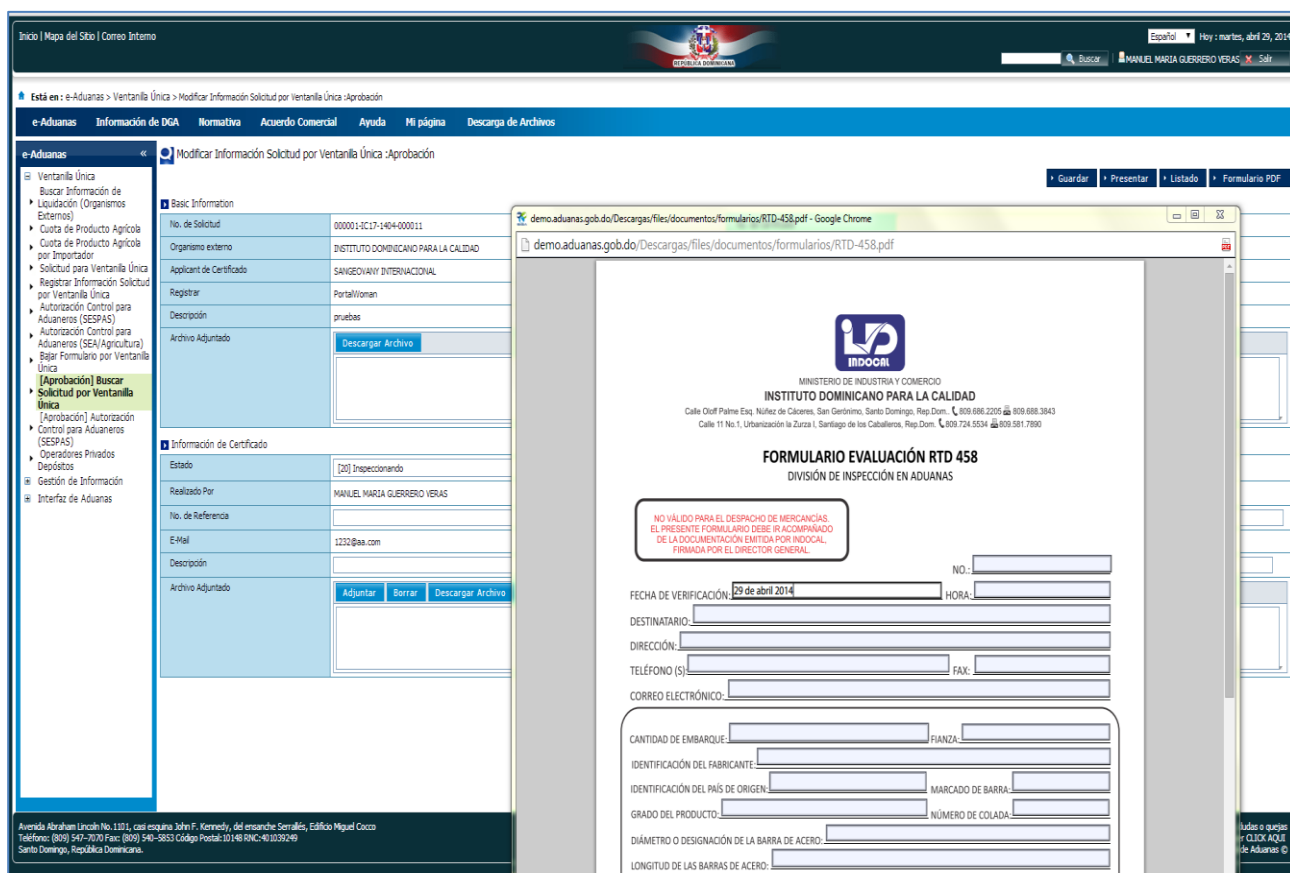 Inicio | Mapa del Sitio | Correo Interno
REPÚBLICA DOMINICANA
Español
Hoy : martes, abril 29, 2014
Buscar
MANUEL MARIA GUERRERO VERAS
Salir
Está en : e-Aduanas > Ventanilla Única > Modificar Información Solicitud por Ventanilla Única :Aprobación
e-Aduanas Información de DGA Normativa Acuerdo Comercial Ayuda Mi página Descarga de Archivos
e-Aduanas «
Ventanilla Única
Buscar Información de
Liquidación (Organismos
Externos)
Cuota de Producto Agrícola
Cuota de Producto Agrícola
por Importador
Solicitud para Ventanilla Única
Registrar Información Solicitud
por Ventanilla Única
Autorización Control para
Aduaneros (SESPAS)
Autorización Control para
Aduaneros (SEA/Agricultura)
Bajar Formulario por Ventanilla
Única
[Aprobación] Buscar
Solicitud por Ventanilla
Única
[Aprobación] Autorización
Control para Aduaneros
(SESPAS)
Operadores Privados
Depósitos
Gestión de Información
Interfaz de Aduanas
Modificar Información Solicitud por Ventanilla Única :Aprobación
Guardar Presentar Listado Formulario PDF
Basic Information
No. de Solicitud 000001-IC17-1404-000011
Organismo externo INSTITUTO DOMINICANO PARA LA CALIDAD
Applicant de Certificado SANGEOVANY INTERNACIONAL
Registrar PortalWoman
Descripción pruebas
Archivo Adjuntado Descargar Archivo
Información de Certificado
Estado [20] Inspeccionando
Realizado Por MANUEL MARIA GUERRERO VERAS
No. de Referencia
E-Mail 1232@aa.com
Descripción
Archivo Adjuntado Adjuntar Borrar Descargar Archivo
demo.aduanas.gob.do/Descargas/files/documentos/formularios/RTD-458.pdf - Google Chrome
demo.aduanas.gob.do/Descargas/files/documentos/formularios/RTD-458.pdf
INDOCAL
MINISTERIO DE INDUSTRIA Y COMERCIO
INSTITUTO DOMINICANO PARA LA CALIDAD
Calle Oloff Palme Esq. Núñez de Cáceres, San Gerónimo, Santo Domingo, Rep.Dom.. 809.686.2205 809.688.3843
Calle 11 No.1, Urbanización la Zurza I, Santiago de los Caballeros, Rep.Dom. 809.724.5534 809.581.7890
FORMULARIO EVALUACIÓN RTD 458
DIVISIÓN DE INSPECCIÓN EN ADUANAS
NO VÁLIDO PARA EL DESPACHO DE MERCANCÍAS.
EL PRESENTE FORMULARIO DEBE IR ACOMPAÑADO
DE LA DOCUMENTACIÓN EMITIDA POR INDOCAL,
FIRMADA POR EL DIRECTOR GENERAL.
NO.:
FECHA DE VERIFICACIÓN: 29 de abril 2014 HORA:
DESTINATARIO:
DIRECCIÓN:
TELÉFONO (S): FAX:
CORREO ELECTRÓNICO:
CANTIDAD DE EMBARQUE: FIANZA:
IDENTIFICACIÓN DEL FABRICANTE:
IDENTIFICACIÓN DEL PAÍS DE ORIGEN: MARCADO DE BARRA:
GRADO DEL PRODUCTO: NÚMERO DE COLADA:
DIÁMETRO O DESIGNACIÓN DE LA BARRA DE ACERO:
LONGITUD DE LAS BARRAS DE ACERO:
Avenida Abraham Lincoln No.1101, casi esquina John F. Kennedy, del ensanche Serrallés, Edificio Miguel Cocco
Teléfono: (809) 547-7070 Fax: (809) 540-5853 Código Postal:10148 RNC:401039249
Santo Domingo, República Dominicana.
ludas o quejas
CLICK AQUI
de Aduanas ©